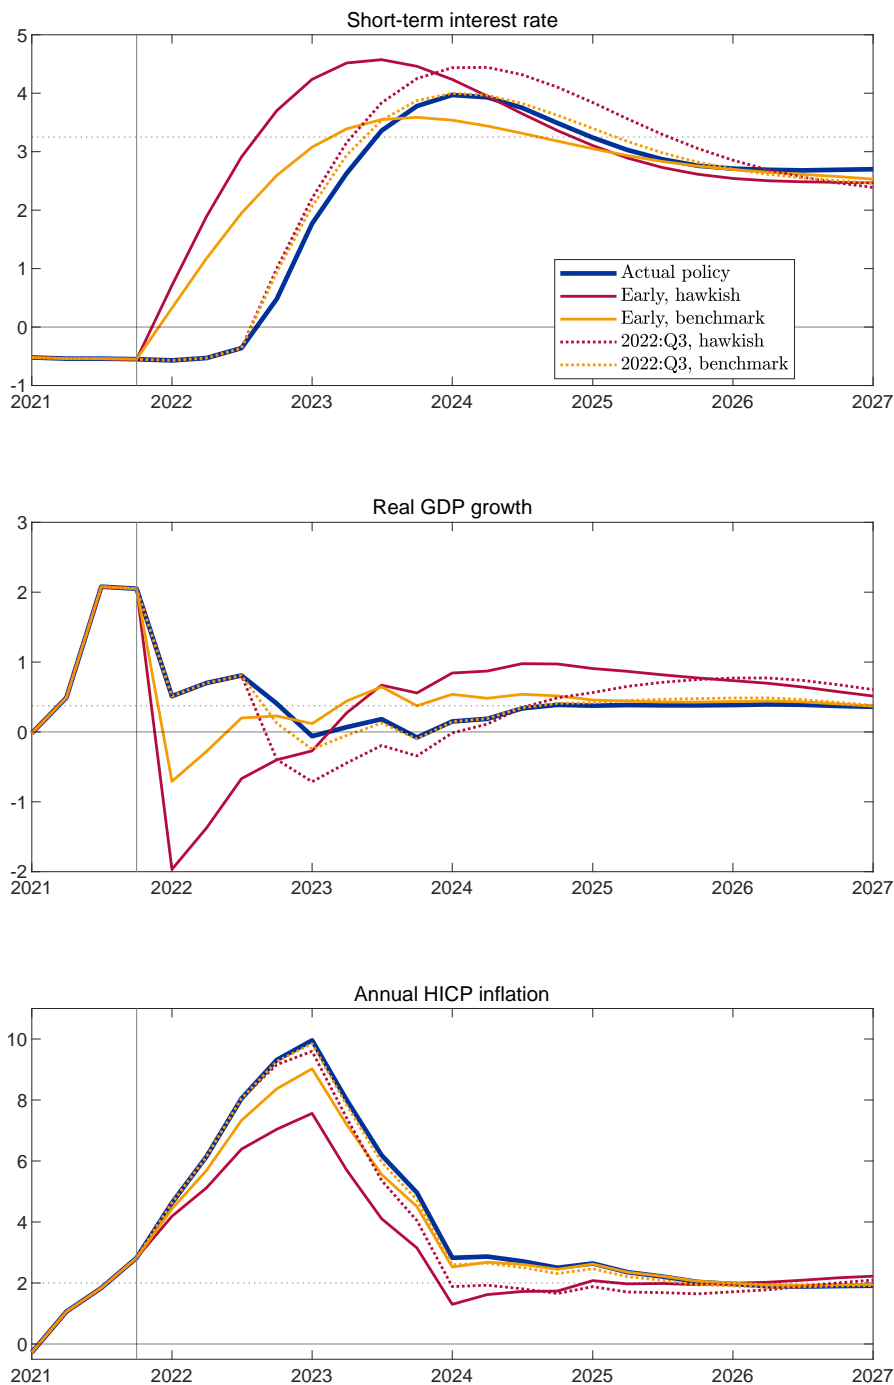 Short-term interest rate
5
4
3
2
1
0
-1
Actual policy
Early, hawkish
Early, benchmark
2022:Q3, hawkish
2022:Q3, benchmark
2021 2022 2023 2024 2025 2026 2027
Real GDP growth
3
2
1
0
-1
-2
2021 2022 2023 2024 2025 2026 2027
Annual HICP inflation
10
8
6
4
2
0
2021 2022 2023 2024 2025 2026 2027